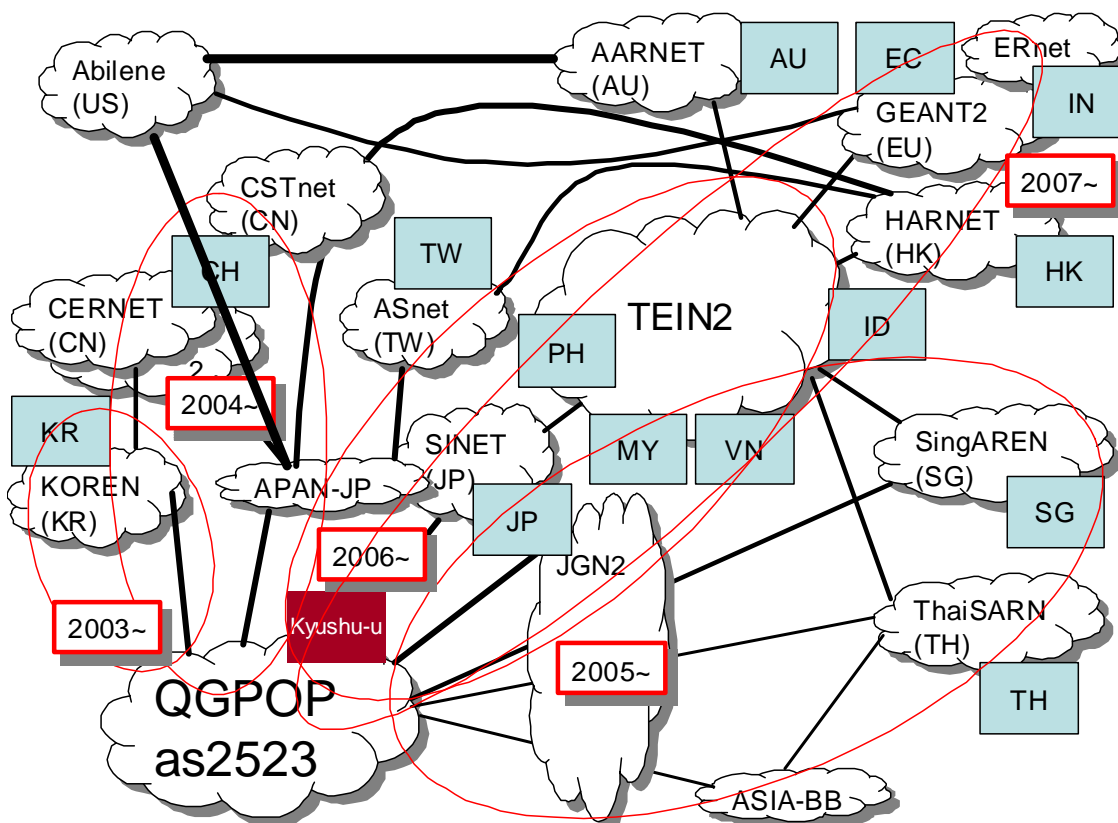 Abilene
(US)
AARNET
(AU)
AU
EC
ERnet
IN
GEANT2
(EU)
2007~
CSTnet
(CN)
CH
TW
HARNET
(HK)
HK
CERNET
(CN)
2
ASnet
(TW)
TEIN2
PH
ID
2004~
KR
KOREN
(KR)
APAN-JP
SINET
(JP)
MY
VN
SingAREN
(SG)
SG
JP
JGN2
2006~
2003~
Kyushu-u
2005~
ThaiSARN
(TH)
TH
QGPOP
as2523
ASIA-BB